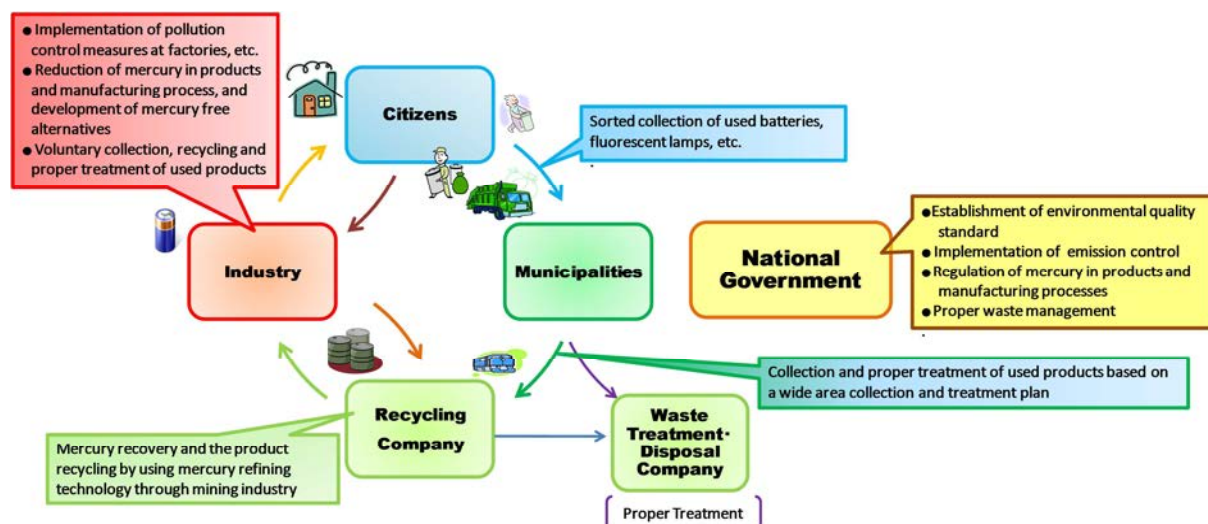 ● Implementation of pollution
control measures at factories, etc.
● Reduction of mercury in products
and manufacturing process, and
development of mercury free
alternatives
● Voluntary collection, recycling and
proper treatment of used products
Citizens
Sorted collection of used batteries,
fluorescent lamps, etc.
.
Industry
Municipalities
National
Government
● Establishment of environmental quality
standard
● Implementation of emission control
● Regulation of mercury in products and
manufacturing processes
● Proper waste management
.
Collection and proper treatment of used products based on
a wide area collection and treatment plan
Recycling
Company
Waste
Treatment·
Disposal
Company
Mercury recovery and the product
recycling by using mercury refining
technology through mining industry
Proper Treatment